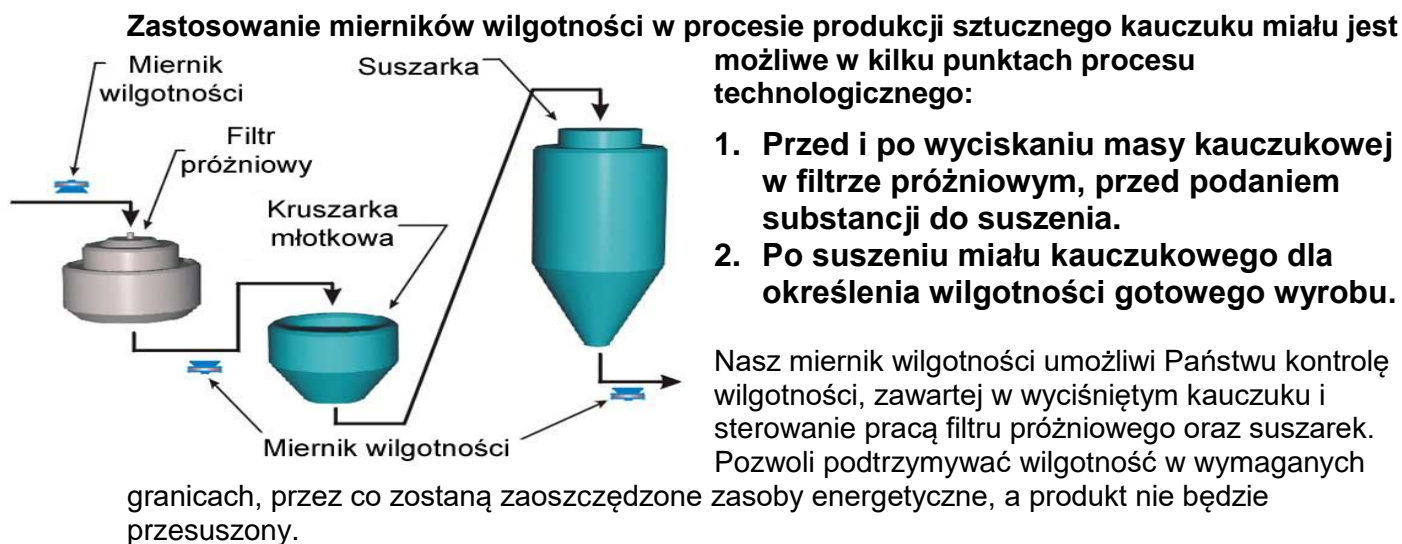 Zastosowanie mierników wilgotności w procesie produkcji sztucznego kauczuku miału jest
możliwe w kilku punktach procesu
technologicznego:
Miernik
wilgotności
Suszarka
Filtr
próżniowy
Kruszarka
młotkowa
Miernik wilgotności
1. Przed i po wyciskaniu masy kauczukowej
w filtrze próżniowym, przed podaniem
substancji do suszenia.
2. Po suszeniu miału kauczukowego dla
określenia wilgotności gotowego wyrobu.
Nasz miernik wilgotności umożliwi Państwu kontrolę
wilgotności, zawartej w wyciśniętym kauczuku i
sterowanie pracą filtru próżniowego oraz suszarek.
Pozwoli podtrzymywać wilgotność w wymaganych
granicach, przez co zostaną zaoszczędzone zasoby energetyczne, a produkt nie będzie
przesuszony.